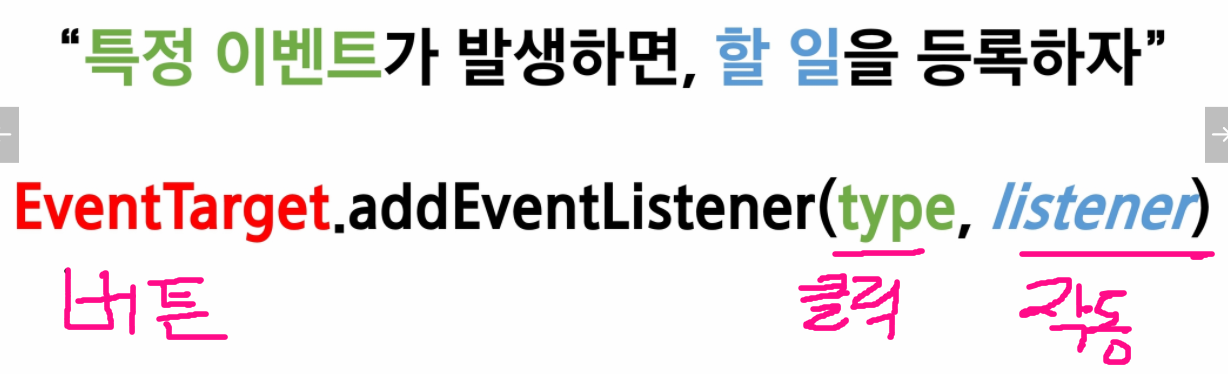 “특정 이벤트가 발생하면, 할 일을 등록하자”
EventTarget.addEventListener(type, listener)
버튼 클릭 작동